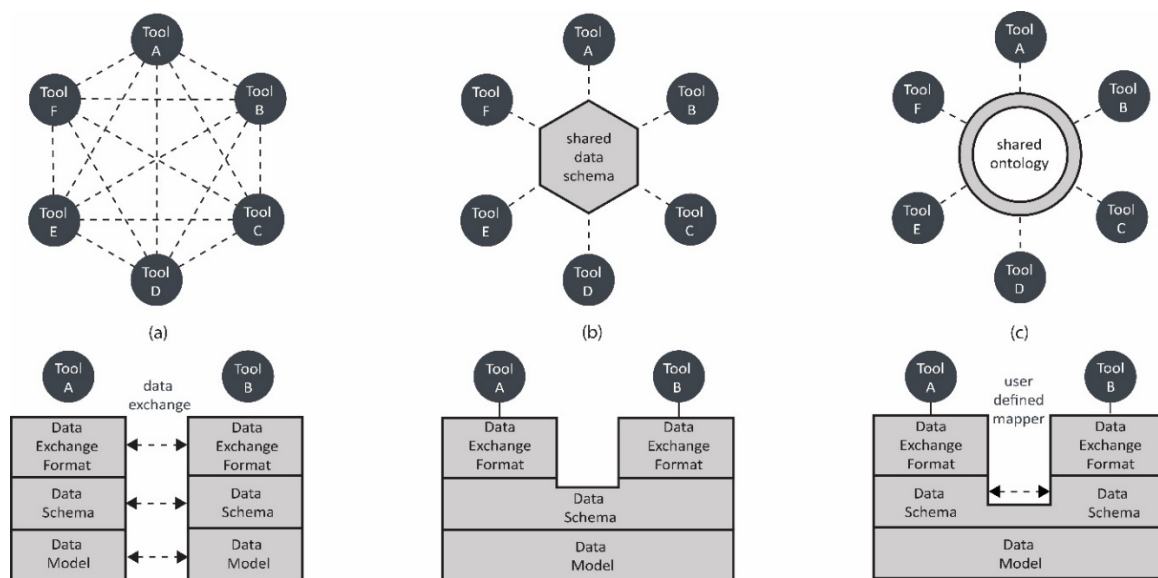 Tool
A
Tool
B
Tool
C
Tool
D
Tool
E
Tool
F
(a)
Tool
A
Tool
B
Tool
C
Tool
D
Tool
E
Tool
F
shared
data
schema
(b)
Tool
A
Tool
B
Tool
C
Tool
D
Tool
E
Tool
F
shared
ontology
(c)
Tool
A
data
exchange
Tool
B
Data
Exchange
Format
Data
Schema
Data
Model
Data
Exchange
Format
Data
Schema
Data
Model
Tool
A
Tool
B
Data
Exchange
Format
Data
Exchange
Format
Data
Schema
Data
Model
Tool
A
user
defined
mapper
Tool
B
Data
Exchange
Format
Data
Exchange
Format
Data
Schema
Data
Schema
Data
Model